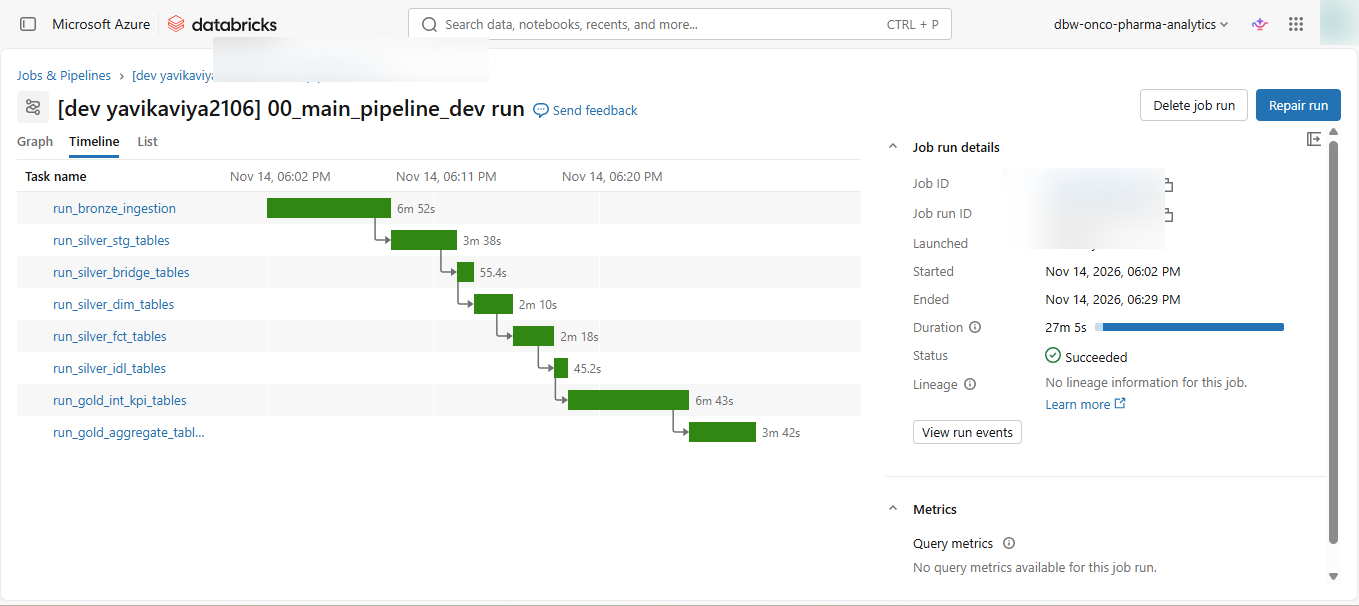 Microsoft Azure databricks Search data, notebooks, recents, and more... CTRL + P dbw-onco-pharma-analytics
Jobs & Pipelines > [dev yavikaviya
[dev yavikaviya2106] 00_main_pipeline_dev run Send feedback Delete job run Repair run
Graph Timeline List
Task name Nov 14, 06:02 PM Nov 14, 06:11 PM Nov 14, 06:20 PM
run_bronze_ingestion 6m 52s
run_silver_stg_tables 3m 38s
run_silver_bridge_tables 55.4s
run_silver_dim_tables 2m 10s
run_silver_fct_tables 2m 18s
run_silver_idl_tables 45.2s
run_gold_int_kpi_tables 6m 43s
run_gold_aggregate_tabl... 3m 42s
Job run details
Job ID
Job run ID
Launched
Started Nov 14, 2026, 06:02 PM
Ended Nov 14, 2026, 06:29 PM
Duration 27m 5s
Status Succeeded
Lineage No lineage information for this job.
Learn more
View run events
Metrics
Query metrics
No query metrics available for this job run.